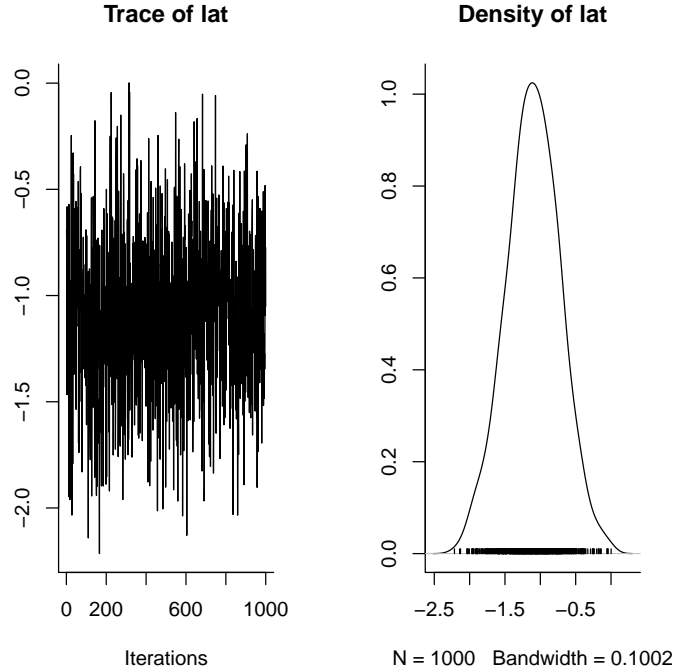 Trace of lat
0.0
−0.5
−1.0
−1.5
−2.0
0 200 600 1000
Iterations
Density of lat
1.0
0.8
0.6
0.4
0.2
0.0
−2.5 −1.5 −0.5
N = 1000 Bandwidth = 0.1002